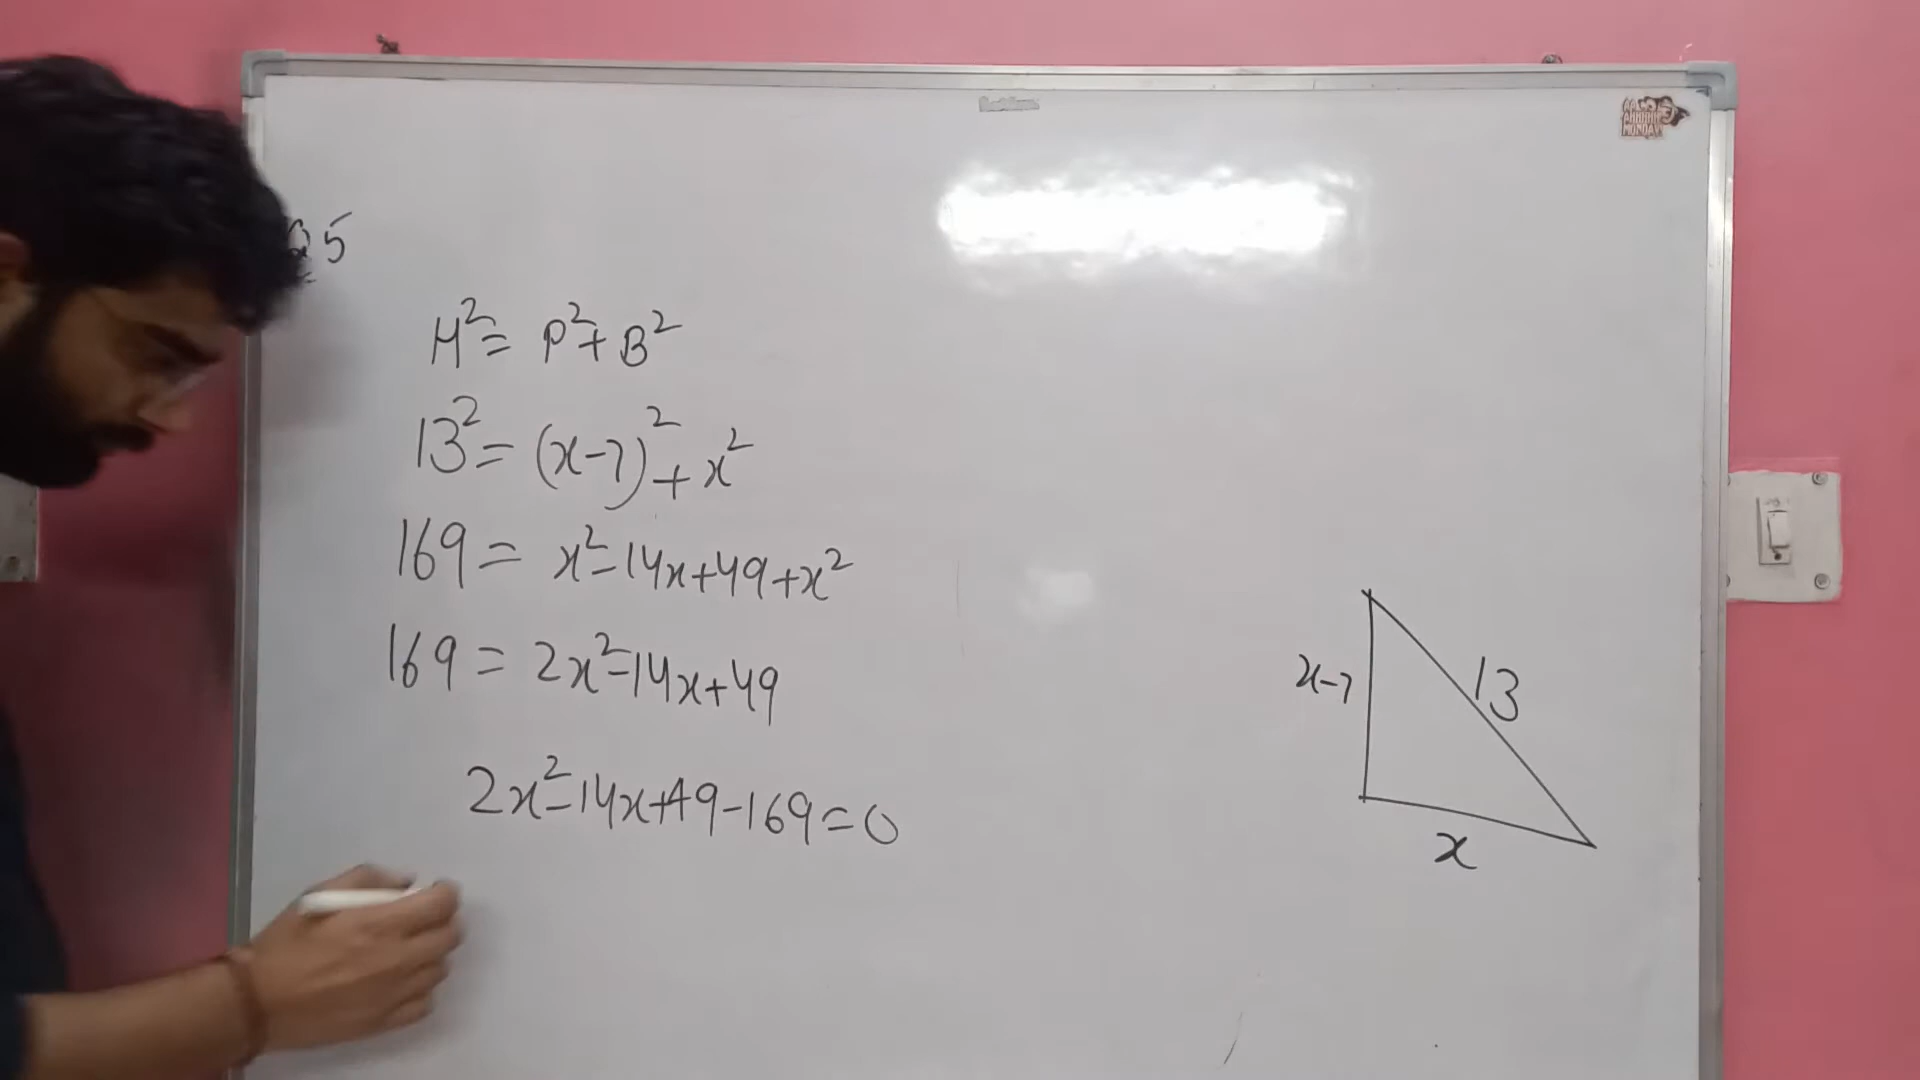 Q 5
H² = P² + B²
13² = (x-7)² + x²
169 = x² - 14x + 49 + x²
169 = 2x² - 14x + 49
2x² - 14x + 49 - 169 = 0
x-7
13
x